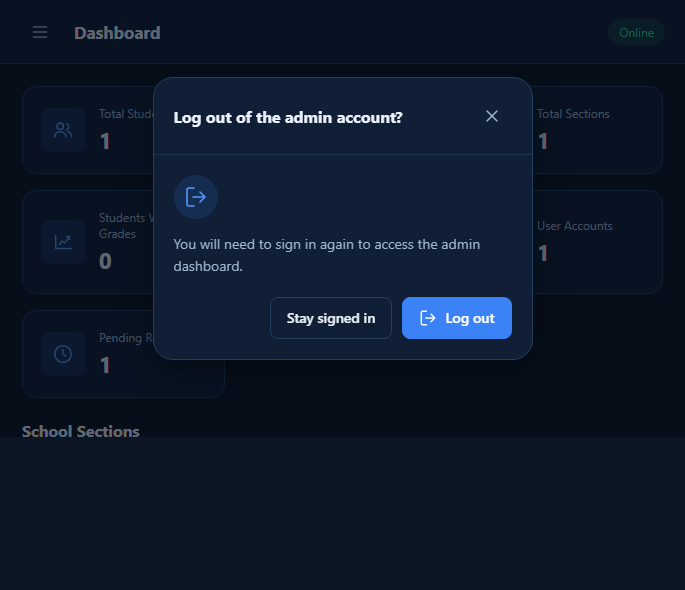 Dashboard
Online
Log out of the admin account?
You will need to sign in again to access the admin
dashboard.
Stay signed in
Log out
Total
1
Total Sections
1
Students
Grades
0
User Accounts
1
Pending
1
School Sections